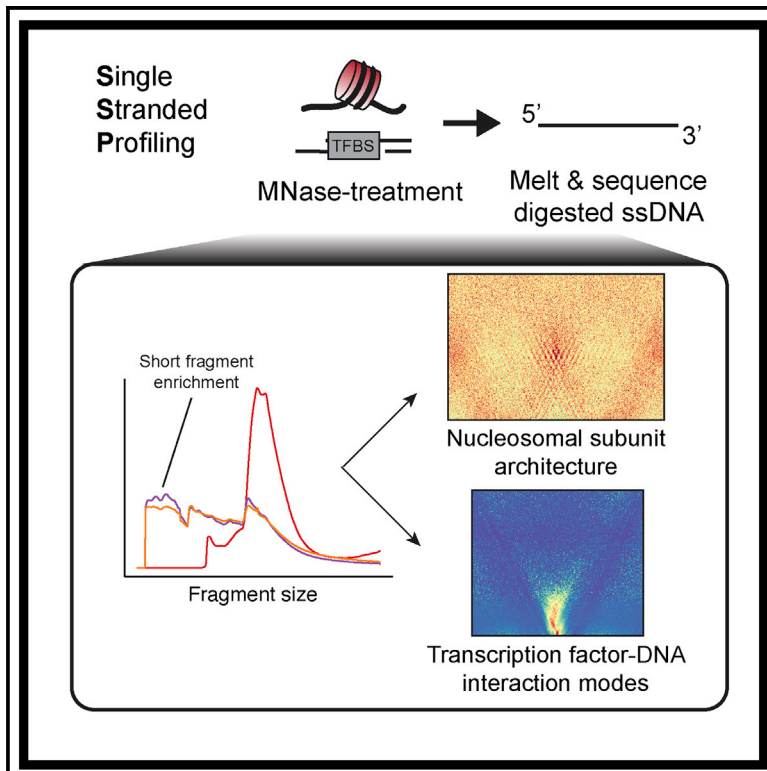 Single
Stranded
Profiling
TFBS
MNase-treatment
5’
3’
Melt & sequence
digested ssDNA
Short fragment
enrichment
Fragment size
Nucleosomal subunit
architecture
Transcription factor-DNA
interaction modes